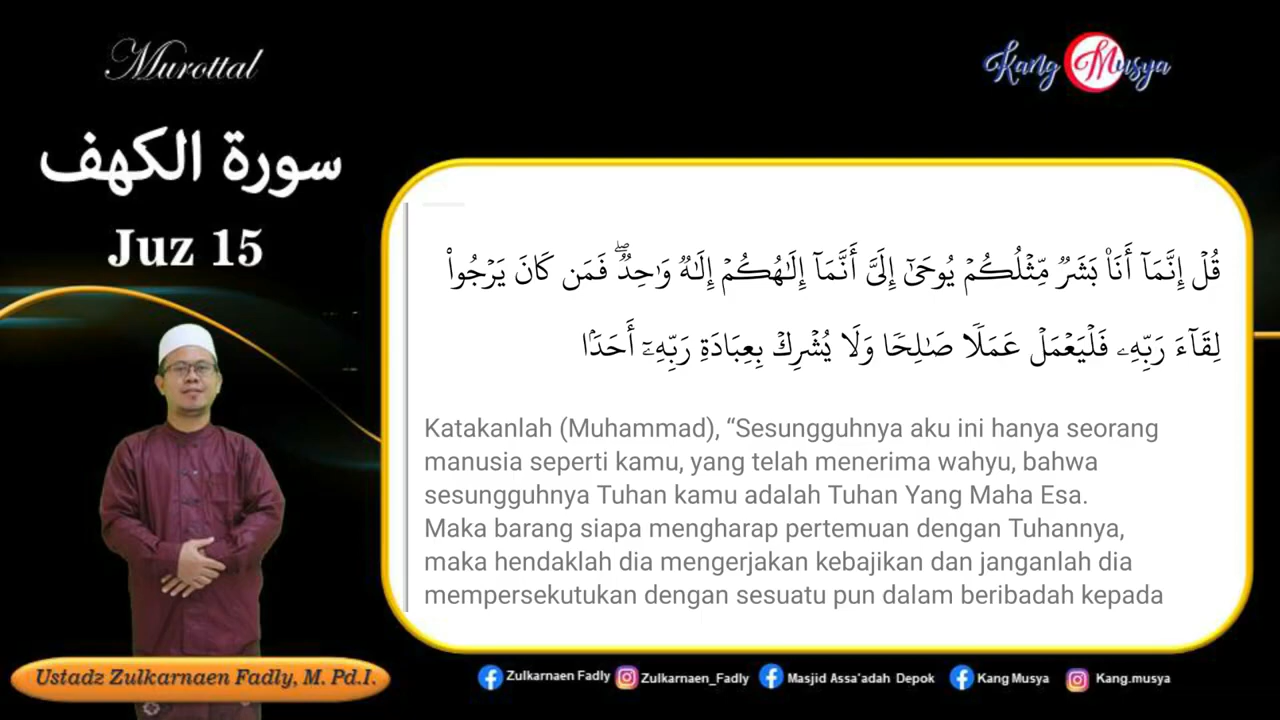 Murottal
Kang Musya
سورة الكهف
Juz 15
قُلۡ إِنَّمَآ أَنَا۠ بَشَرٞ مِّثۡلُكُمۡ يُوحَىٰٓ إِلَيَّ أَنَّمَآ إِلَٰهُكُمۡ إِلَٰهٞ وَٰحِدٞۖ فَمَن كَانَ يَرۡجُواْ
لِقَآءَ رَبِّهِۦ فَلۡيَعۡمَلۡ عَمَلٗا صَٰلِحٗا وَلَا يُشۡرِكۡ بِعِبَادَةِ رَبِّهِۦٓ أَحَدَۢا
Katakanlah (Muhammad), “Sesungguhnya aku ini hanya seorang
manusia seperti kamu, yang telah menerima wahyu, bahwa
sesungguhnya Tuhan kamu adalah Tuhan Yang Maha Esa.
Maka barang siapa mengharap pertemuan dengan Tuhannya,
maka hendaklah dia mengerjakan kebajikan dan janganlah dia
mempersekutukan dengan sesuatu pun dalam beribadah kepada
Ustadz Zulkarnaen Fadly, M. Pd.I.
Zulkarnaen Fadly Zulkarnaen_Fadly Masjid Assa'adah Depok Kang Musya Kang.musya